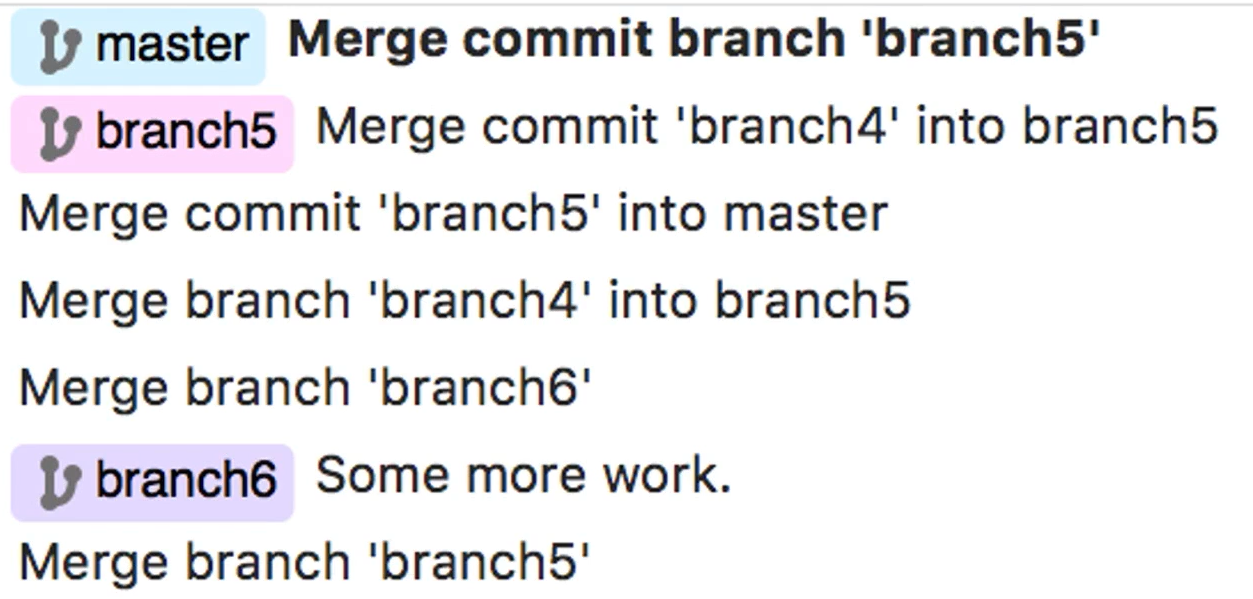 master Merge commit branch 'branch5'
branch5 Merge commit 'branch4' into branch5
Merge commit 'branch5' into master
Merge branch 'branch4' into branch5
Merge branch 'branch6'
branch6 Some more work.
Merge branch 'branch5'